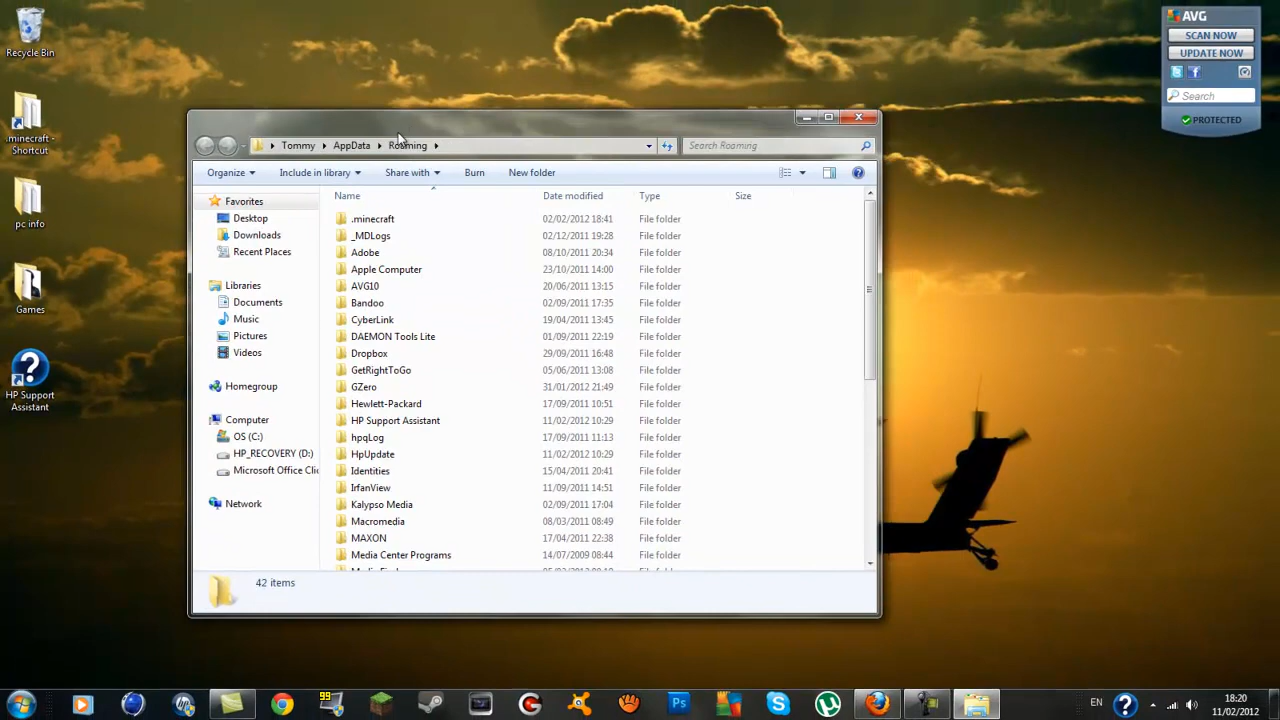 Recycle Bin
.minecraft - Shortcut
pc info
Games
HP Support Assistant
AVG
SCAN NOW
UPDATE NOW
Search
PROTECTED
Tommy AppData Roaming
Search Roaming
Organize Include in library Share with Burn New folder
Favorites
Desktop
Downloads
Recent Places
Libraries
Documents
Music
Pictures
Videos
Homegroup
Computer
OS (C:)
HP_RECOVERY (D:)
Microsoft Office Clic
Network
Name Date modified Type Size
.minecraft 02/02/2012 18:41 File folder
_MDLogs 02/12/2011 19:28 File folder
Adobe 08/10/2011 20:34 File folder
Apple Computer 23/10/2011 14:00 File folder
AVG10 20/06/2011 13:15 File folder
Bandoo 02/09/2011 17:35 File folder
CyberLink 19/04/2011 13:45 File folder
DAEMON Tools Lite 01/09/2011 22:19 File folder
Dropbox 29/09/2011 16:48 File folder
GetRightToGo 05/06/2011 13:08 File folder
GZero 31/01/2012 21:49 File folder
Hewlett-Packard 17/09/2011 10:51 File folder
HP Support Assistant 11/02/2012 10:29 File folder
hpqLog 17/09/2011 11:13 File folder
HpUpdate 11/02/2012 10:29 File folder
Identities 15/04/2011 20:41 File folder
IrfanView 11/09/2011 14:51 File folder
Kalypso Media 02/09/2011 17:04 File folder
Macromedia 08/03/2011 08:49 File folder
MAXON 17/04/2011 22:38 File folder
Media Center Programs 14/07/2009 08:44 File folder
42 items
99
Ps
EN
18:20
11/02/2012